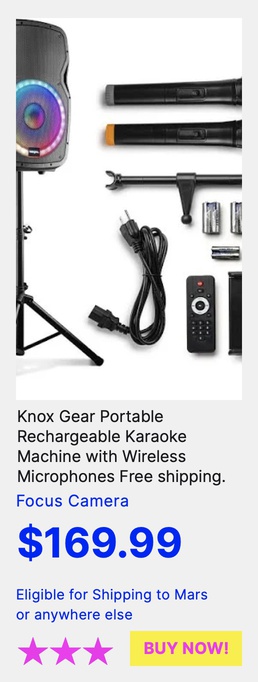 Knox Gear Portable
Rechargeable Karaoke
Machine with Wireless
Microphones Free shipping.
Focus Camera
$169.99
Eligible for Shipping to Mars
or anywhere else
BUY NOW!